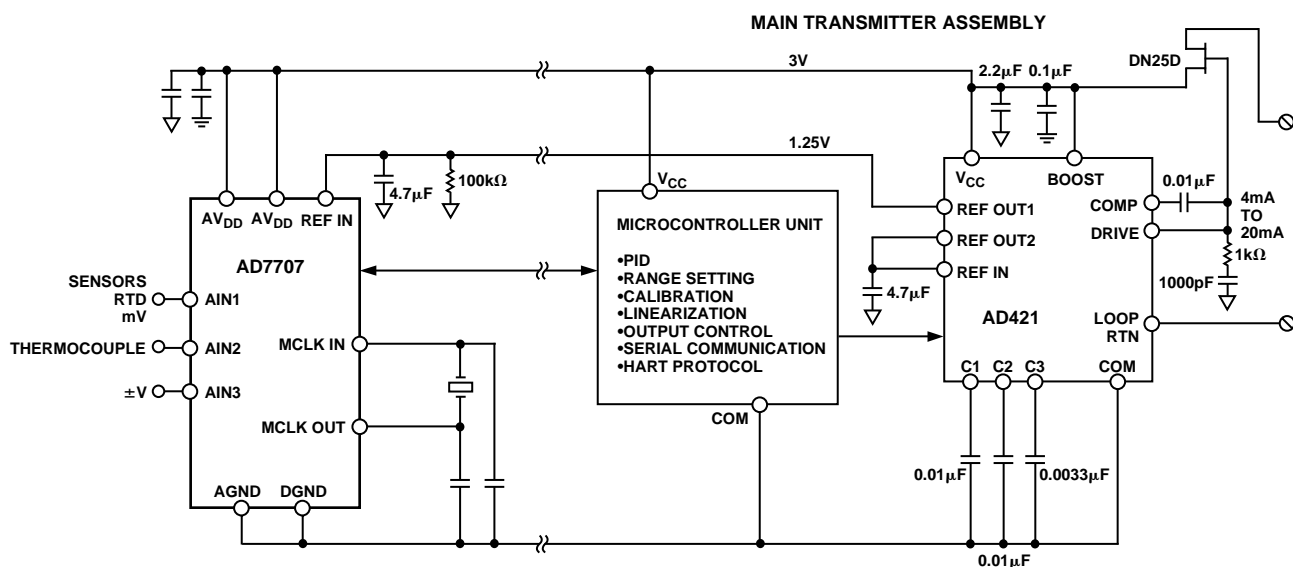 MAIN TRANSMITTER ASSEMBLY
DN25D
3V
2.2μF
0.1μF
1.25V
4.7μF
100kΩ
VCC
VCC
BOOST
0.01μF
COMP
4mA
TO
20mA
REF OUT1
DRIVE
REF OUT2
1kΩ
REF IN
1000pF
4.7μF
AD421
LOOP
RTN
C1
C2
C3
COM
AVDD
AVDD
REF IN
AD7707
MICROCONTROLLER UNIT
•PID
•RANGE SETTING
•CALIBRATION
•LINEARIZATION
•OUTPUT CONTROL
•SERIAL COMMUNICATION
•HART PROTOCOL
COM
SENSORS
RTD
mV
AIN1
THERMOCOUPLE
AIN2
MCLK IN
±V
AIN3
MCLK OUT
AGND
DGND
0.01μF
0.0033μF
0.01μF